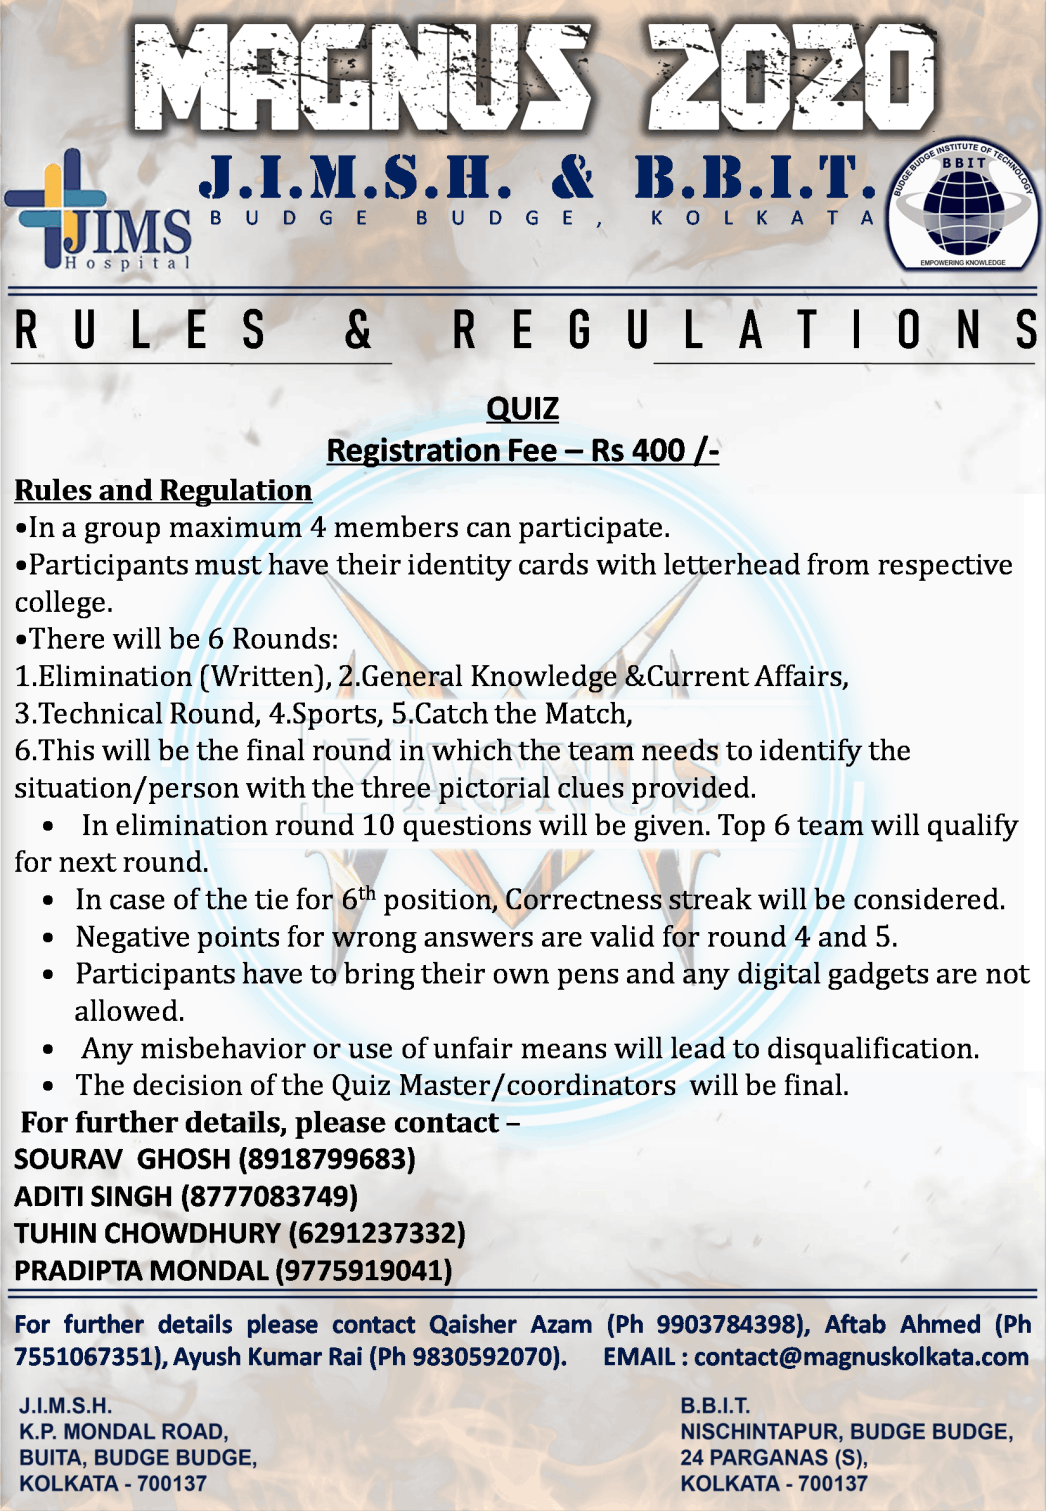 MAGNUS 2020
J.I.M.S.H. & B.B.I.T.
BUDGE BUDGE, KOLKATA
JIMS
Hospital
BUDGE BUDGE INSTITUTE OF TECHNOLOGY
BBIT
EMPOWERING KNOWLEDGE
RULES & REGULATIONS
QUIZ
Registration Fee – Rs 400 /-
Rules and Regulation
•In a group maximum 4 members can participate.
•Participants must have their identity cards with letterhead from respective
college.
•There will be 6 Rounds:
1.Elimination (Written), 2.General Knowledge &Current Affairs,
3.Technical Round, 4.Sports, 5.Catch the Match,
6.This will be the final round in which the team needs to identify the
situation/person with the three pictorial clues provided.
• In elimination round 10 questions will be given. Top 6 team will qualify
for next round.
• In case of the tie for 6th position, Correctness streak will be considered.
• Negative points for wrong answers are valid for round 4 and 5.
• Participants have to bring their own pens and any digital gadgets are not
allowed.
• Any misbehavior or use of unfair means will lead to disqualification.
• The decision of the Quiz Master/coordinators will be final.
For further details, please contact –
SOURAV GHOSH (8918799683)
ADITI SINGH (8777083749)
TUHIN CHOWDHURY (6291237332)
PRADIPTA MONDAL (9775919041)
For further details please contact Qaisher Azam (Ph 9903784398), Aftab Ahmed (Ph
7551067351), Ayush Kumar Rai (Ph 9830592070). EMAIL : contact@magnuskolkata.com
J.I.M.S.H.
K.P. MONDAL ROAD,
BUITA, BUDGE BUDGE,
KOLKATA - 700137
B.B.I.T.
NISCHINTAPUR, BUDGE BUDGE,
24 PARGANAS (S),
KOLKATA - 700137
MAGNUS